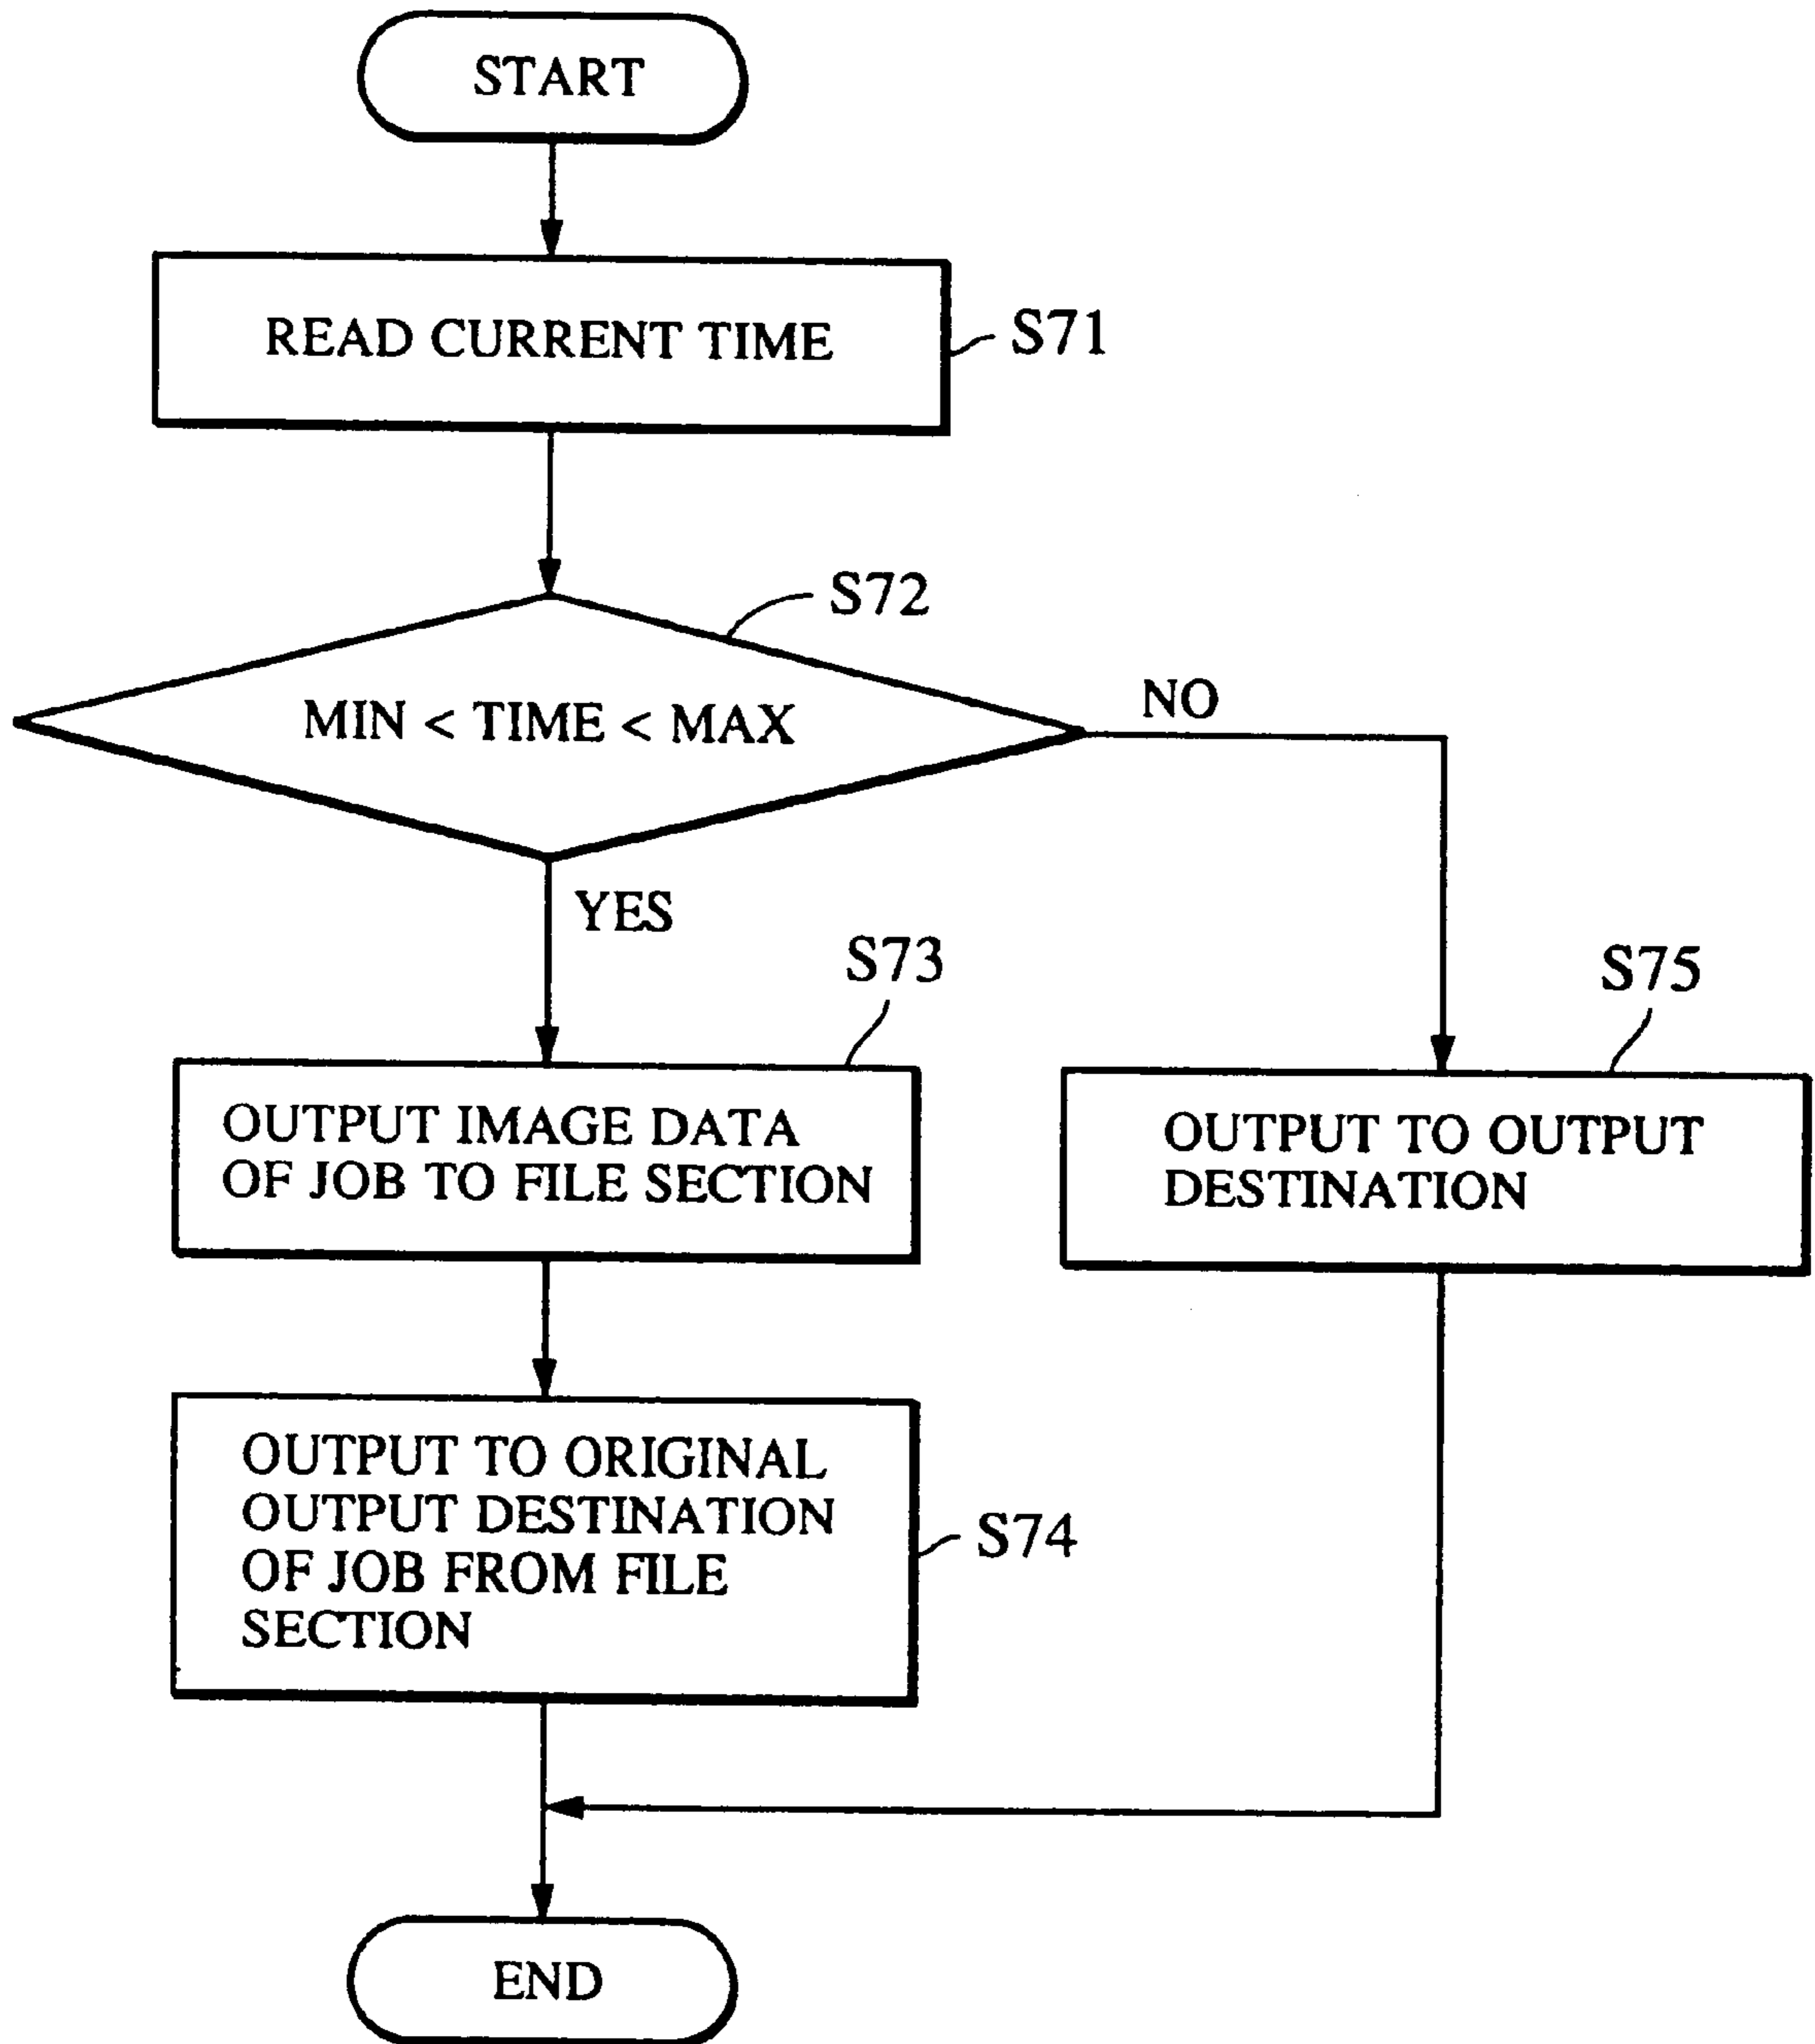 START
READ CURRENT TIME
S71
S72
MIN < TIME < MAX
NO
YES
S73
OUTPUT IMAGE DATA
OF JOB TO FILE SECTION
S75
OUTPUT TO OUTPUT
DESTINATION
OUTPUT TO ORIGINAL
OUTPUT DESTINATION
OF JOB FROM FILE
SECTION
S74
END